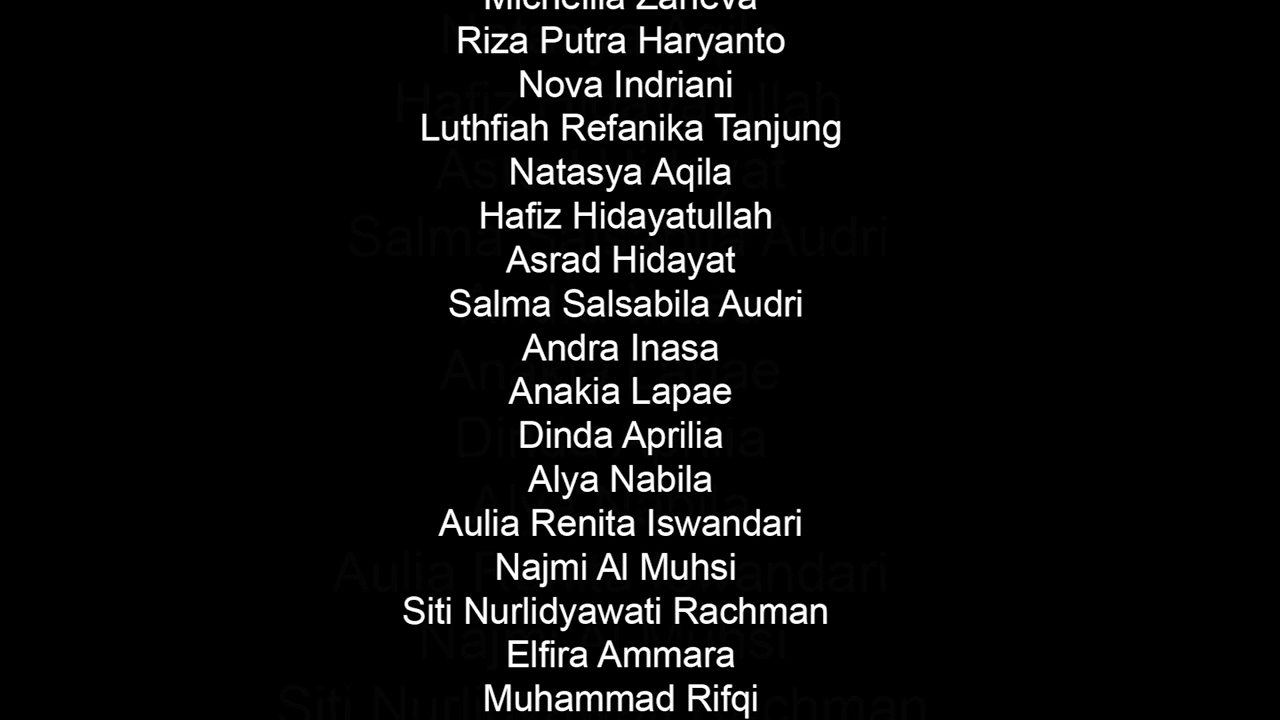 Riza Putra Haryanto
Nova Indriani
Luthfiah Refanika Tanjung
Natasya Aqila
Hafiz Hidayatullah
Asrad Hidayat
Salma Salsabila Audri
Andra Inasa
Anakia Lapae
Dinda Aprilia
Alya Nabila
Aulia Renita Iswandari
Najmi Al Muhsi
Siti Nurlidyawati Rachman
Elfira Ammara
Muhammad Rifqi